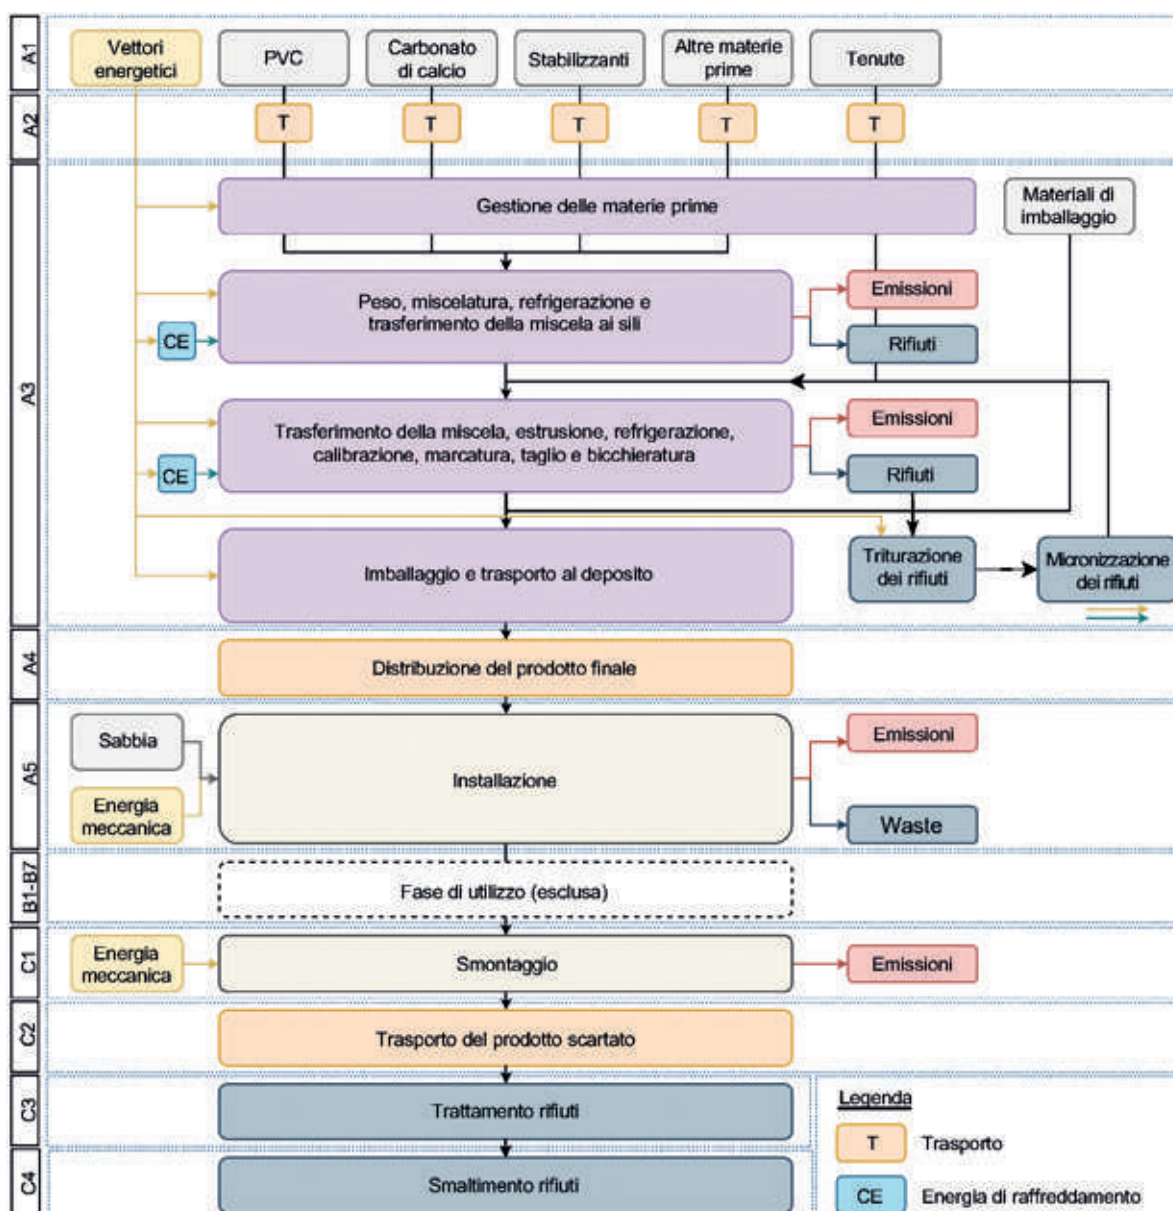 A1
Vettori
energetici
PVC
Carbonato
di calcio
Stabilizzanti
Altre materie
prime
Tenute
A2
T
T
T
T
T
A3
Gestione delle materie prime
Materiali di
imballaggio
Peso, miscelatura, refrigerazione e
trasferimento della miscela ai sili
CE
Emissioni
Rifiuti
Trasferimento della miscela, estrusione, refrigerazione,
calibrazione, marcatura, taglio e bicchieratura
CE
Emissioni
Rifiuti
Imballaggio e trasporto al deposito
Triturazione
dei rifiuti
Micronizzazione
dei rifiuti
A4
Distribuzione del prodotto finale
A5
Sabbia
Energia
meccanica
Installazione
Emissioni
Waste
B1-B7
Fase di utilizzo (esclusa)
C1
Energia
meccanica
Smontaggio
Emissioni
C2
Trasporto del prodotto scartato
C3
Trattamento rifiuti
C4
Smaltimento rifiuti
Legenda
T
Trasporto
CE
Energia di raffreddamento